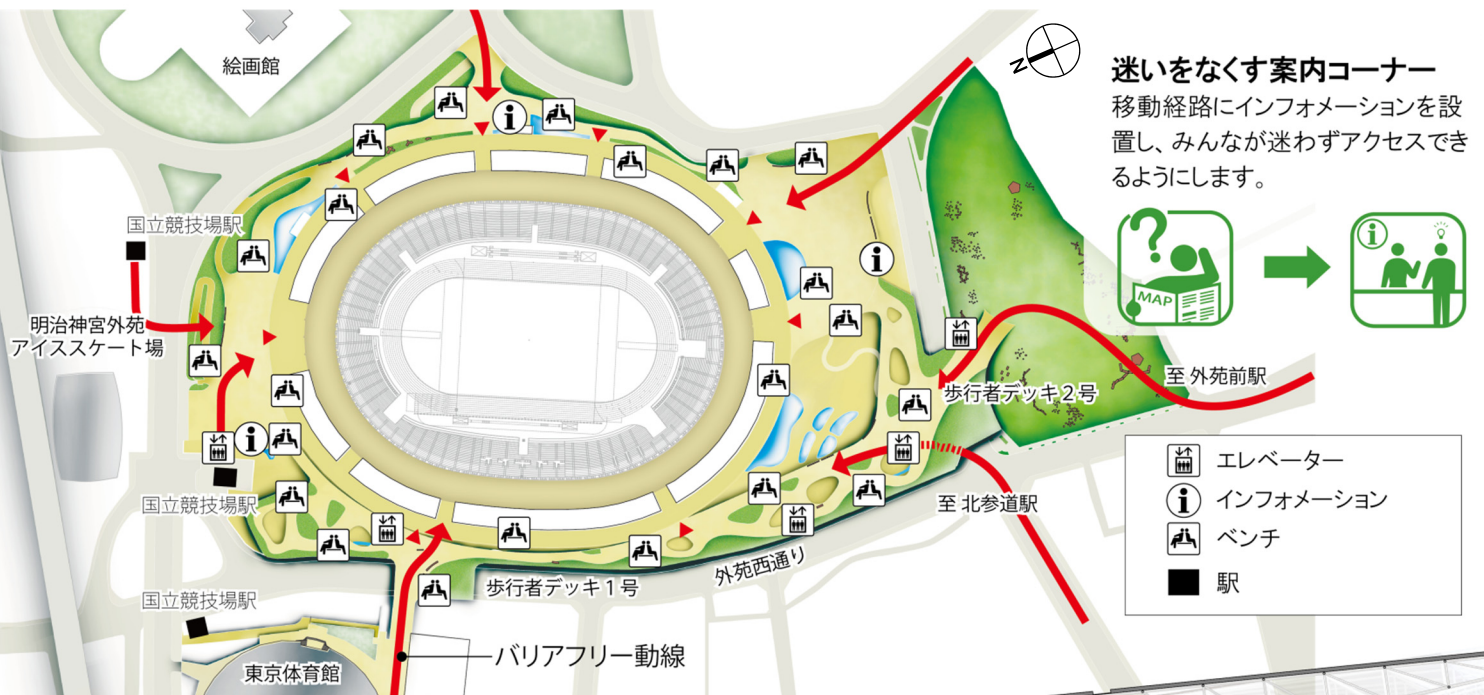 絵画館
N
迷いをなくす案内コーナー
移動経路にインフォメーションを設
置し、みんなが迷わずアクセスでき
るようにします。
?
MAP
i
i
国立競技場駅
i
明治神宮外苑
アイススケート場
至 外苑前駅
歩行者デッキ2号
i
国立競技場駅
至 北参道駅
エレベーター
i インフォメーション
ベンチ
駅
外苑西通り
歩行者デッキ1号
国立競技場駅
バリアフリー動線
東京体育館